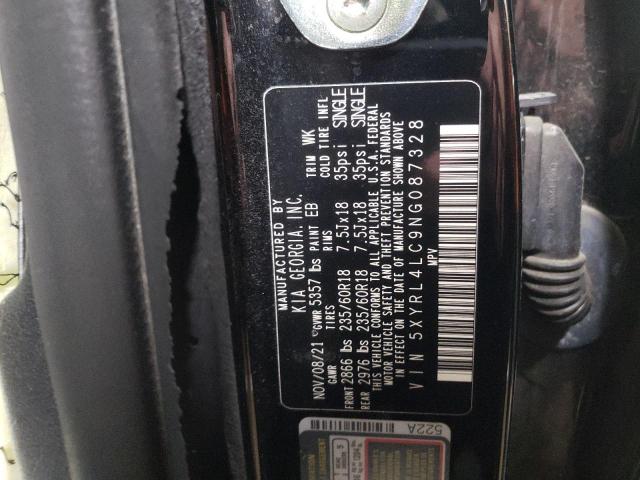 MANUFACTURED BY
KIA GEORGIA, INC.
NOV/08/21 GVWR 5357 lbs PAINT EB TRIM WK
GAWR TIRES RIMS COLD TIRE INFL
FRONT 2866 lbs 235/60R18 7.5Jx18 35psi SINGLE
REAR 2976 lbs 235/60R18 7.5Jx18 35psi SINGLE
THIS VEHICLE CONFORMS TO ALL APPLICABLE U.S.A. FEDERAL
MOTOR VEHICLE SAFETY AND THEFT PREVENTION STANDARDS
IN EFFECT ON THE DATE OF MANUFACTURE SHOWN ABOVE
VIN 5XYRL4LC9NG087328
MPV
522A